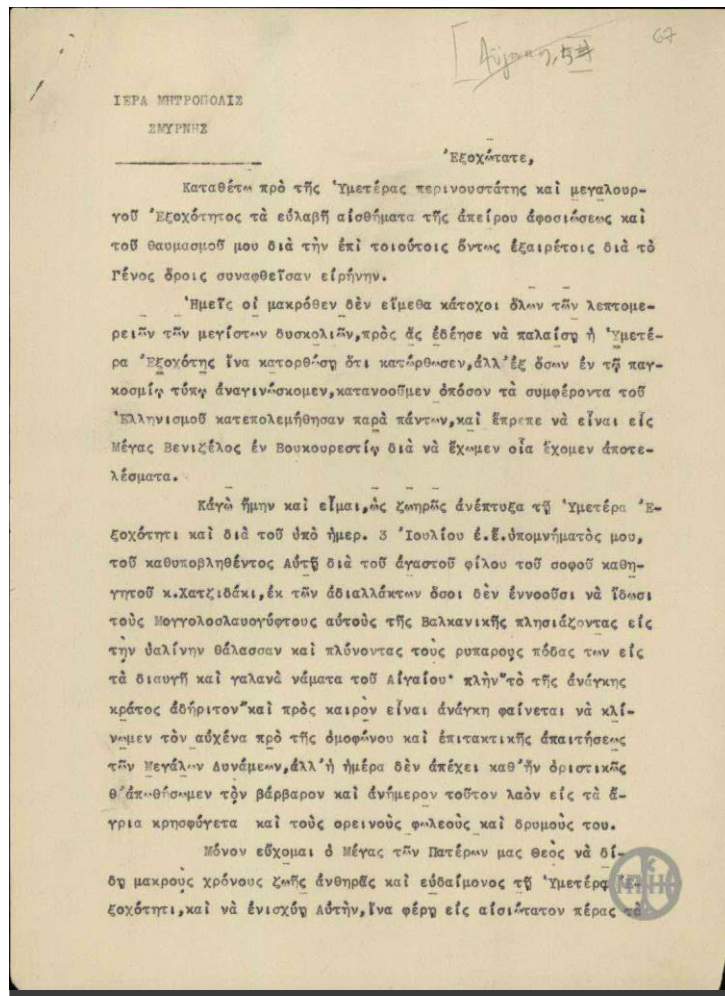 67
ΙΕΡΑ ΜΗΤΡΟΠΟΛΙΣ
ΣΜΥΡΝΗΣ
Ἐξοχώτατε,
Καταθέτω πρὸ τῆς Ὑμετέρας περινουστάτης καὶ μεγαλουρ-
γοῦ Ἐξοχότητος τὰ εὐλαβῆ αἰσθήματα τῆς ἀπείρου ἀφοσιώσεως καὶ
τοῦ θαυμασμοῦ μου διὰ τὴν ἐπὶ τοιούτοις ὄντως ἐξαιρέτοις διὰ τὸ
Γένος ὅροις συναφθεῖσαν εἰρήνην.
Ἡμεῖς οἱ μακρόθεν δὲν εἴμεθα κάτοχοι ὅλων τῶν λεπτομε-
ρειῶν τῶν μεγίστων δυσκολιῶν,πρὸς ἃς ἐδέησε νὰ παλαίσῃ ἡ Ὑμετέ-
ρα Ἐξοχότης ἵνα κατορθώσῃ ὅτι κατώρθωσεν,ἀλλ'ἐξ ὅσων ἐν τῷ παγ-
κοσμίῳ τύπῳ ἀναγινώσκομεν,κατανοοῦμεν ὁπόσον τὰ συμφέροντα τοῦ
Ἑλληνισμοῦ κατεπολεμήθησαν παρὰ πάντων,καὶ ἔπρεπε νὰ εἶναι εἷς
Μέγας Βενιζέλος ἐν Βουκουρεστίῳ διὰ νὰ ἔχωμεν οἷα ἔχομεν ἀποτε-
λέσματα.
Κἀγὼ ἤμην καὶ εἶμαι,ὡς ζωηρῶς ἀνέπτυξα τῇ Ὑμετέρᾳ Ἐ-
ξοχότητι καὶ διὰ τοῦ ὑπὸ ἡμερ. 3 Ἰουλίου ἐ.ἔ.ὑπομνήματός μου,
τοῦ καθυποβληθέντος Αὐτῇ διὰ τοῦ ἀγαστοῦ φίλου τοῦ σοφοῦ καθη-
γητοῦ κ.Χατζιδάκι,ἐκ τῶν ἀδιαλλάκτων ὅσοι δὲν ἐννοοῦσι νὰ ἴδωσι
τοὺς Μογγολοσλαυογύφτους αὐτοὺς τῆς Βαλκανικῆς πλησιάζοντας εἰς
τὴν ὑαλίνην θάλασσαν καὶ πλύνοντας τοὺς ρυπαροὺς πόδας των εἰς
τὰ διαυγῆ καὶ γαλανὰ νάματα τοῦ Αἰγαίου· πλὴν"τὸ τῆς ἀνάγκης
κράτος ἀδήριτον"καὶ πρὸς καιρὸν εἶναι ἀνάγκη φαίνεται νὰ κλί-
νωμεν τὸν αὐχένα πρὸ τῆς ὁμοφώνου καὶ ἐπιτακτικῆς ἀπαιτήσεως
τῶν Μεγάλων Δυνάμεων,ἀλλ'ἡ ἡμέρα δὲν ἀπέχει καθ'ἣν ὁριστικῶς
θ'ἀπωθήσωμεν τὸν βάρβαρον καὶ ἀνήμερον τοῦτον λαὸν εἰς τὰ ἄ-
γρια κρησφύγετα καὶ τοὺς ὀρεινοὺς φωλεοὺς καὶ δρυμούς του.
Μόνον εὔχομαι ὁ Μέγας τῶν Πατέρων μας Θεὸς νὰ δί-
δῃ μακροὺς χρόνους ζωῆς ἀνθηρᾶς καὶ εὐδαίμονος τῇ Ὑμετέρᾳ Ἐ-
ξοχότητι,καὶ νὰ ἐνισχύῃ Αὐτήν,ἵνα φέρῃ εἰς αἰσιώτατον πέρας τὸ